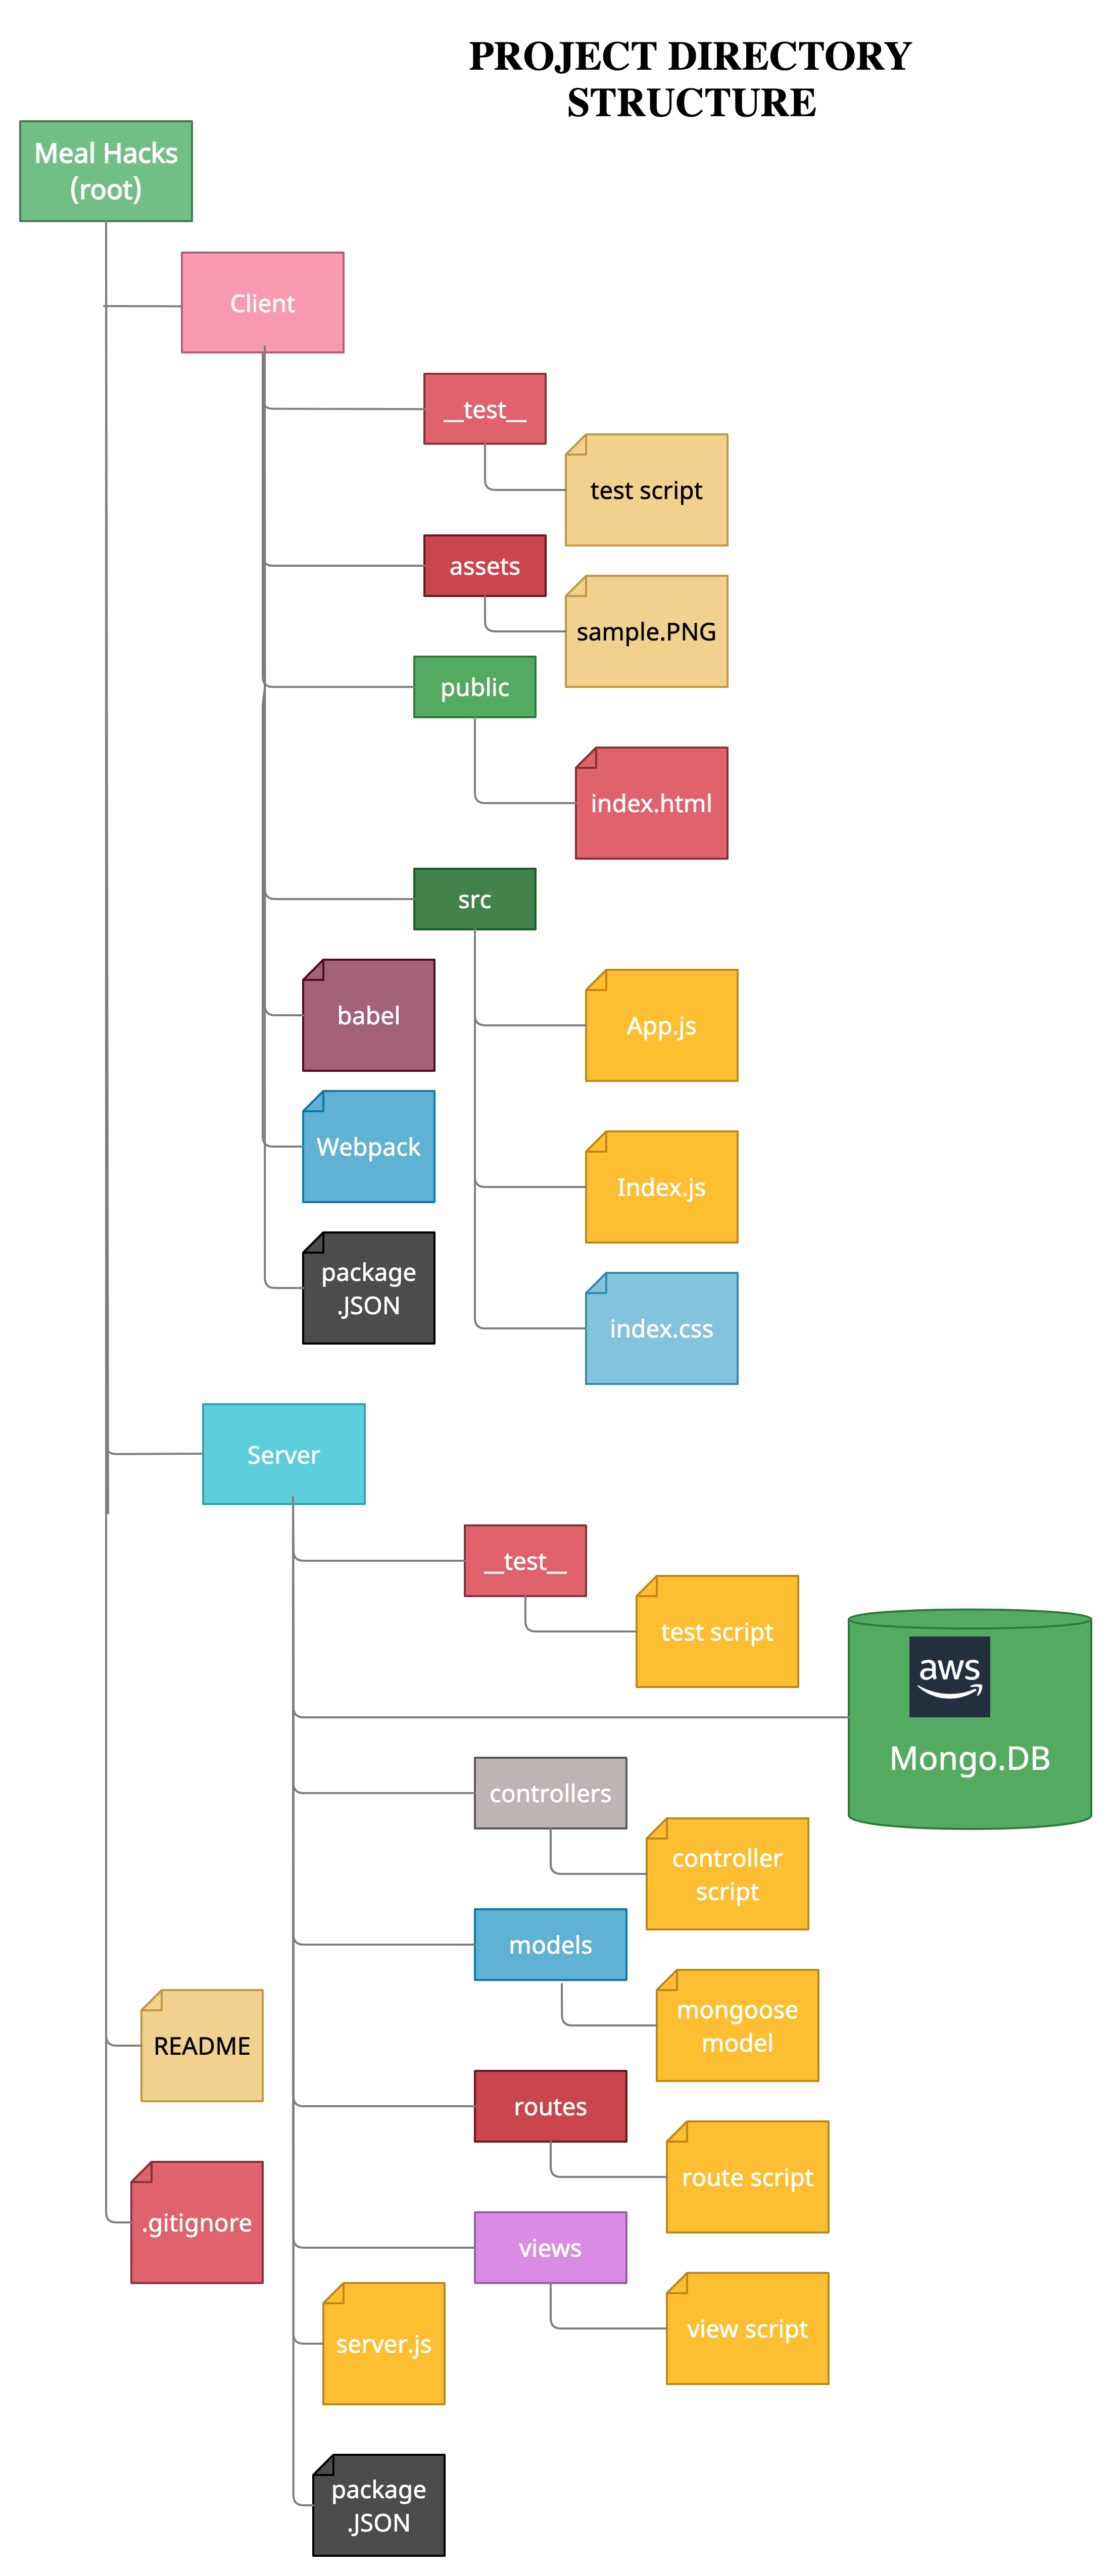 PROJECT DIRECTORY
STRUCTURE
Meal Hacks
(root)
Client
__test__
test script
assets
sample.PNG
public
index.html
src
babel
App.js
Webpack
Index.js
package
.JSON
index.css
Server
__test__
test script
aws
Mongo.DB
controllers
controller
script
models
mongoose
model
README
routes
route script
.gitignore
views
view script
server.js
package
.JSON